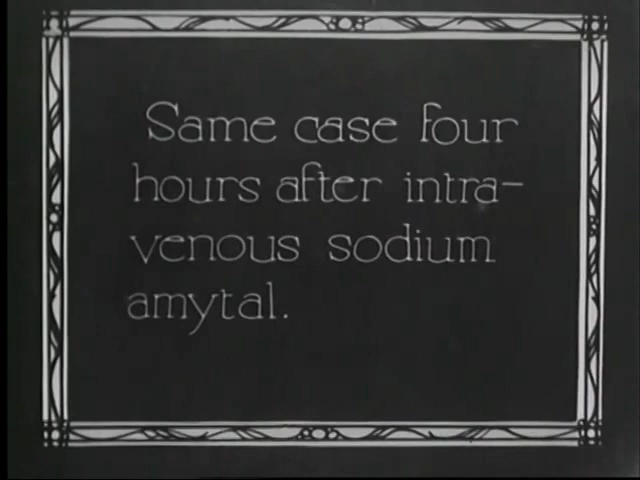 Same case four
hours after intra-
venous sodium
amytal.